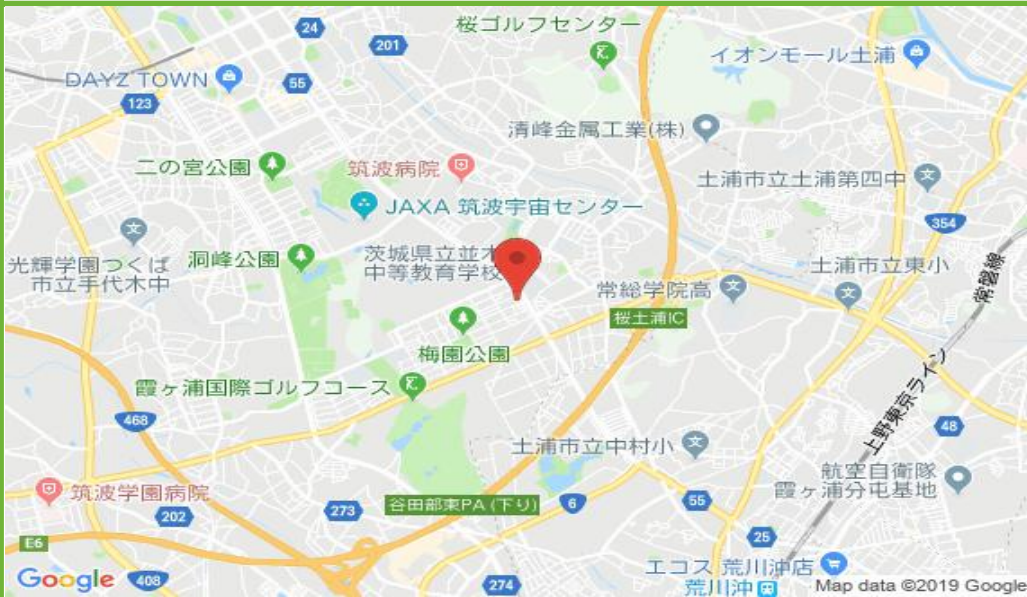 桜ゴルフセンター
24
201
イオンモール土浦
DAYZ TOWN
55
123
清峰金属工業(株)
二の宮公園
筑波病院
土浦市立土浦第四中
JAXA 筑波宇宙センター
354
光輝学園つくば
市立手代木中
洞峰公園
茨城県立並木
中等教育学校
常総学院高
土浦市立東小
常磐線
桜土浦IC
梅園公園
霞ヶ浦国際ゴルフコース
上野東京ライン
468
48
土浦市立中村小
航空自衛隊
霞ヶ浦分屯基地
筑波学園病院
谷田部東PA (下り)
6
55
202
273
25
E6
エコス 荒川沖店
Google
408
274
荒川沖
Map data ©2019 Google